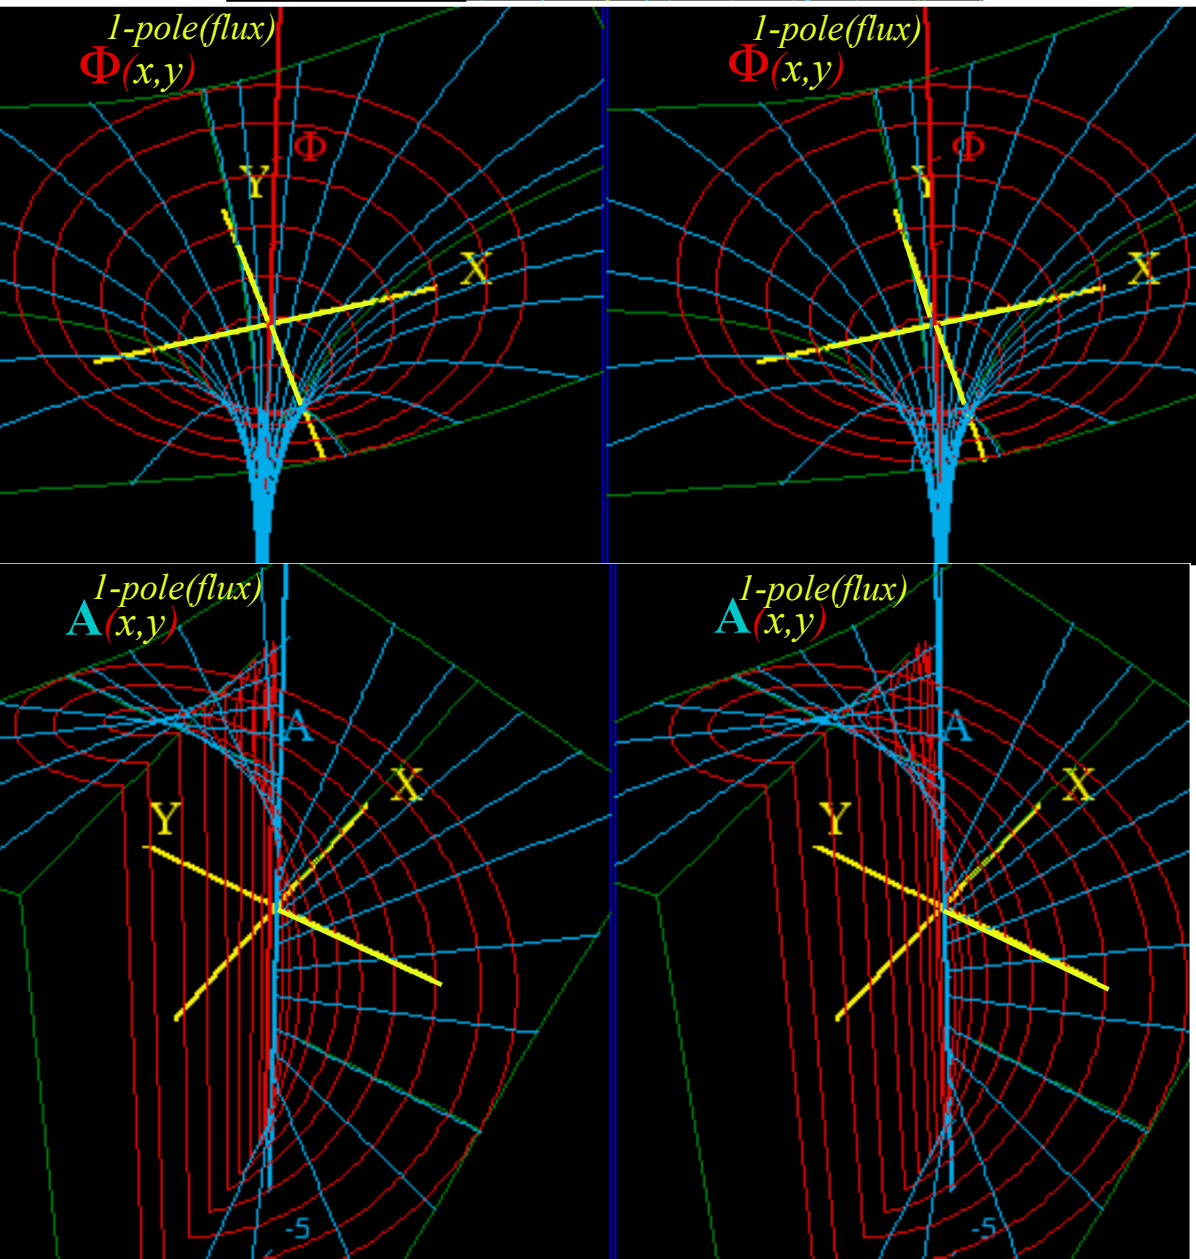 1-pole(flux)
Φ(x,y)
Φ
Y
X
1-pole(flux)
Φ(x,y)
Φ
Y
X
1-pole(flux)
A(x,y)
A
X
Y
-5
1-pole(flux)
A(x,y)
A
X
Y
-5